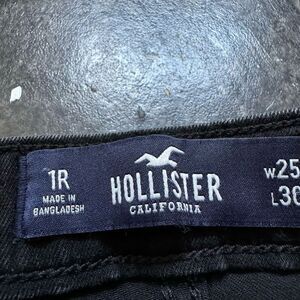 1R
MADE IN
BANGLADESH
HOLLISTER
CALIFORNIA
W25
L30